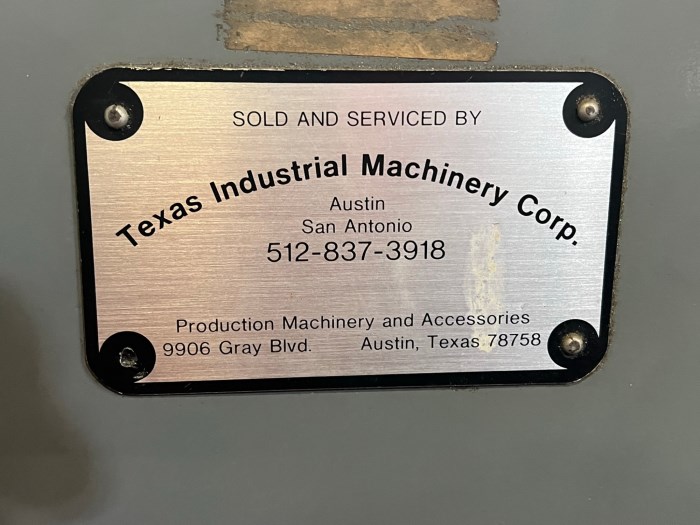 SOLD AND SERVICED BY
Texas Industrial Machinery Corp.
Austin
San Antonio
512-837-3918
Production Machinery and Accessories
9906 Gray Blvd. Austin, Texas 78758